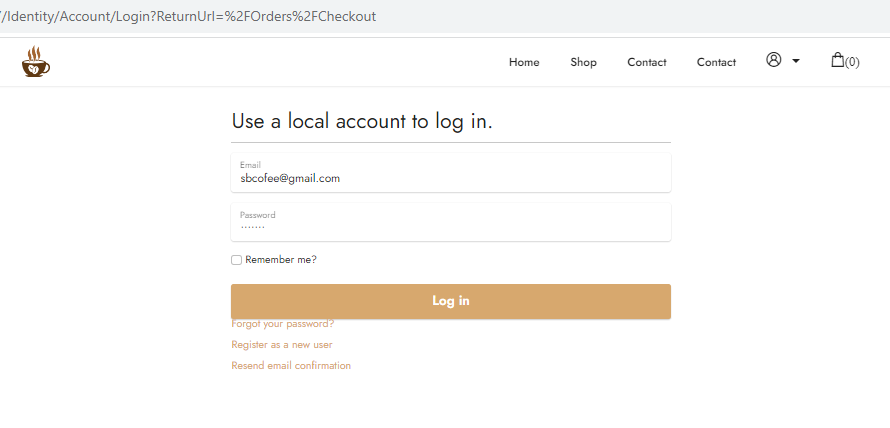 /Identity/Account/Login?ReturnUrl=%2FOrders%2FCheckout
Home Shop Contact Contact (0)
Use a local account to log in.
Email
sbcofee@gmail.com
Password
·······
Remember me?
Log in
Forgot your password?
Register as a new user
Resend email confirmation